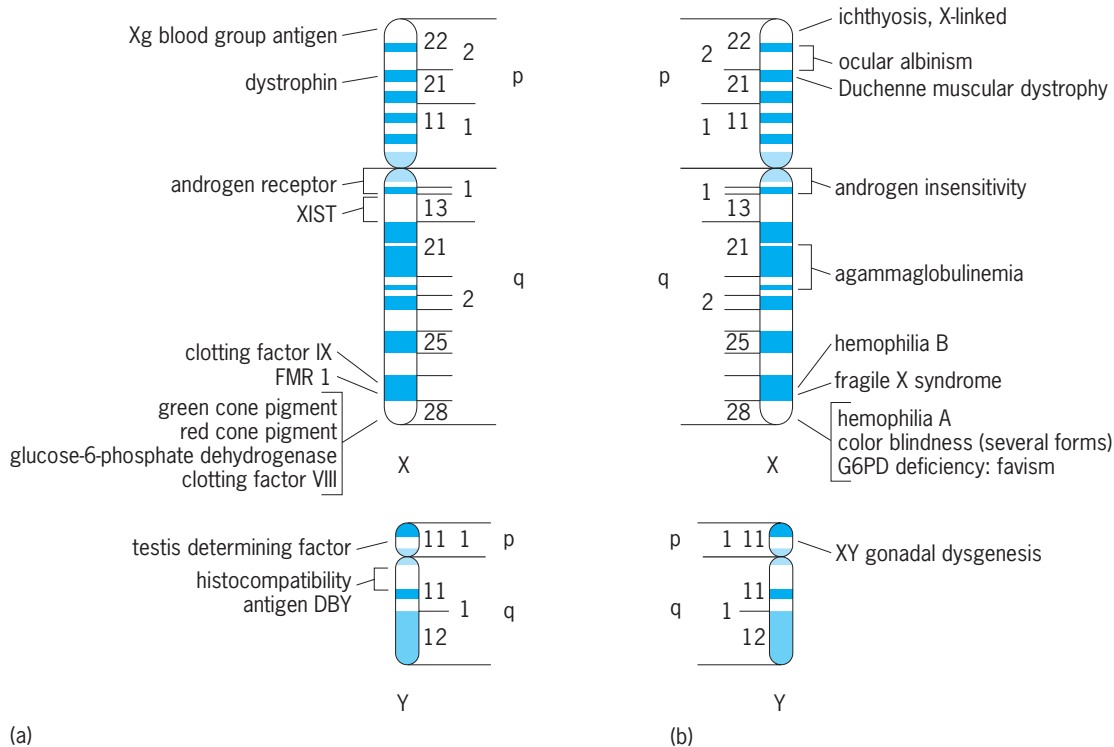 Xg blood group antigen
dystrophin
androgen receptor
XIST
clotting factor IX
FMR 1
green cone pigment
red cone pigment
glucose-6-phosphate dehydrogenase
clotting factor VIII
22
2
21
11
1
p
1
13
21
q
2
25
28
X
testis determining factor
histocompatibility
antigen DBY
11 1 p
11
1 q
12
Y
(a)
p
2
22
21
1 11
1
13
21
q
2
25
28
X
ichthyosis, X-linked
ocular albinism
Duchenne muscular dystrophy
androgen insensitivity
agammaglobulinemia
hemophilia B
fragile X syndrome
hemophilia A
color blindness (several forms)
G6PD deficiency: favism
p 1 11
XY gonadal dysgenesis
11
q 1
12
Y
(b)